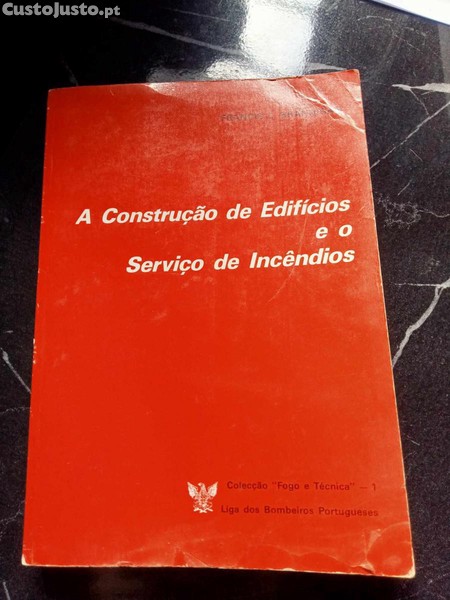 CustoJusto.pt
A Construção de Edifícios
e o
Serviço de Incêndios
Colecção "Fogo e Técnica" — 1
Liga dos Bombeiros Portugueses